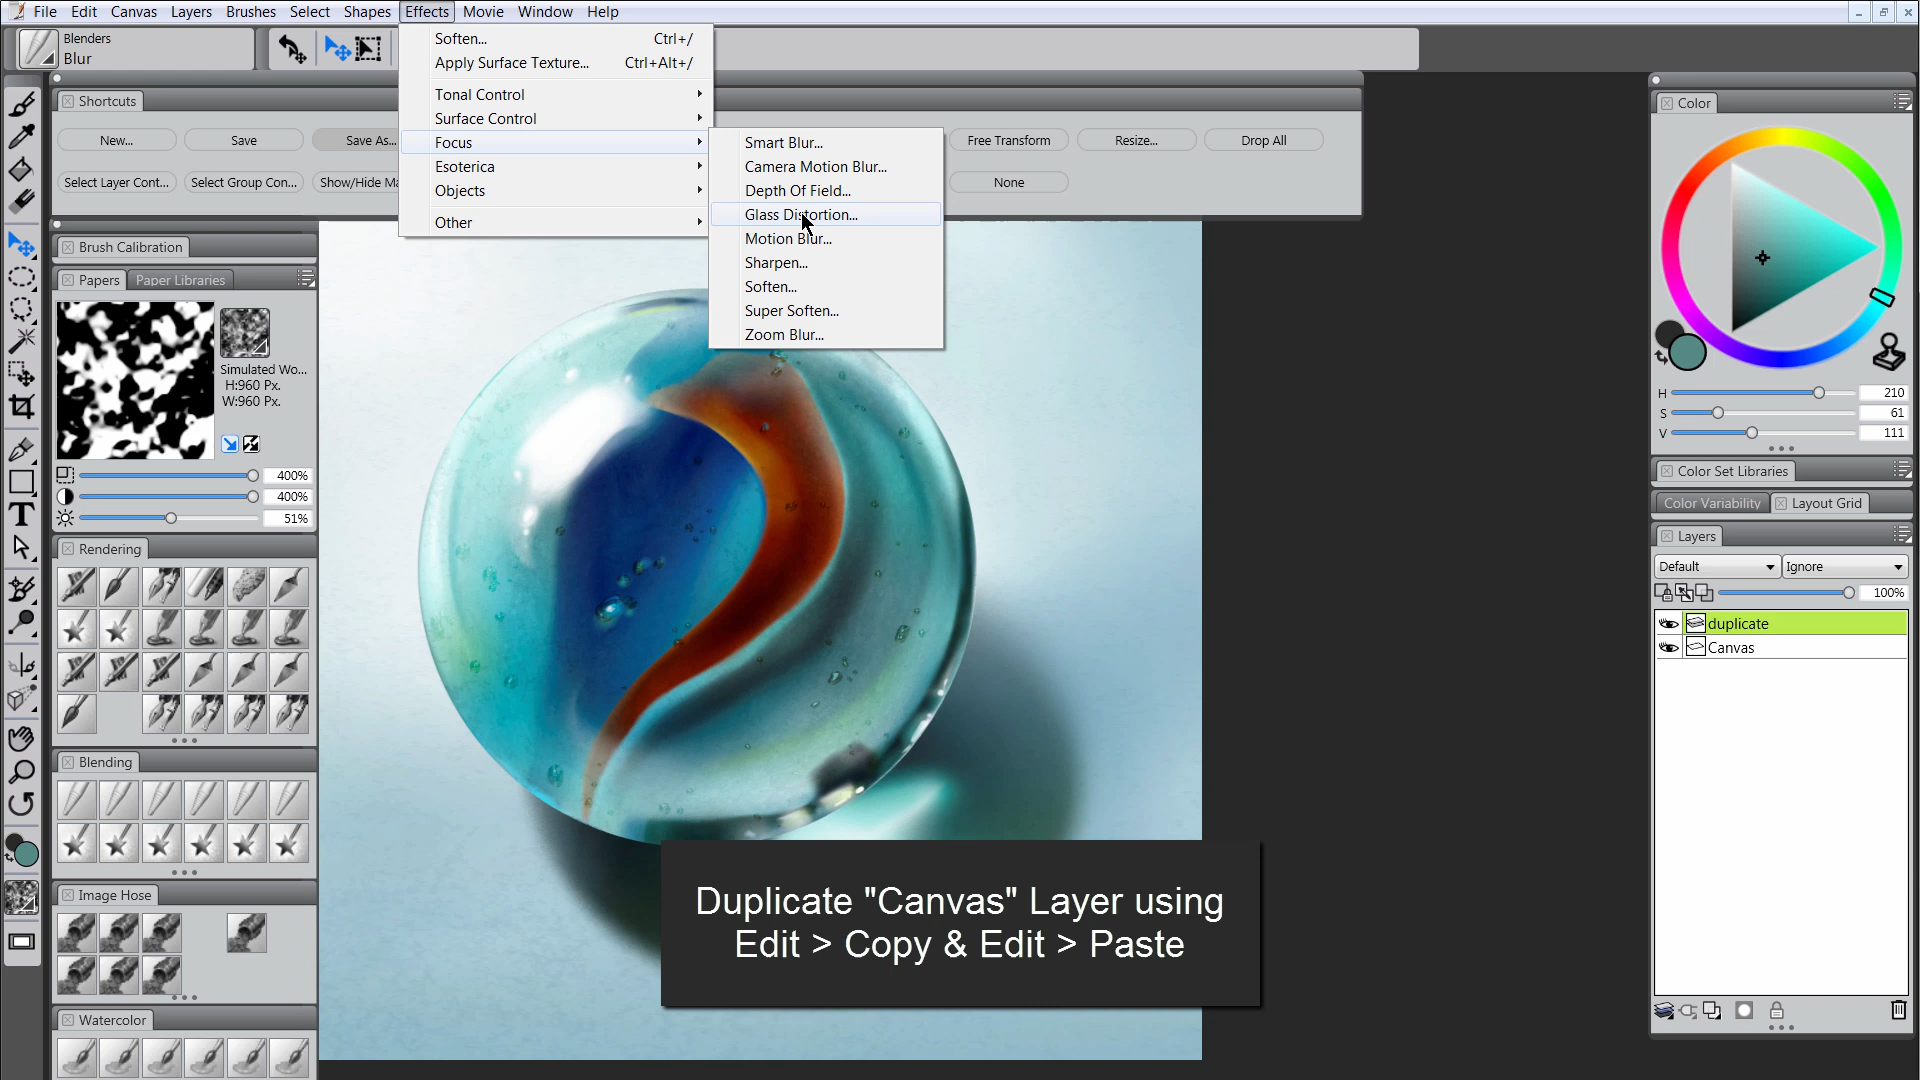 File Edit Canvas Layers Brushes Select Shapes Effects Movie Window Help
Blenders
Blur
Soften... Ctrl+/
Apply Surface Texture... Ctrl+Alt+/
Tonal Control
Surface Control
Focus
Esoterica
Objects
Other
Smart Blur...
Camera Motion Blur...
Depth Of Field...
Glass Distortion...
Motion Blur...
Sharpen...
Soften...
Super Soften...
Zoom Blur...
Shortcuts
New... Save Save As... Free Transform Resize... Drop All
Select Layer Cont... Select Group Con... Show/Hide Ma None
Brush Calibration
Papers Paper Libraries
Simulated Wo...
H:960 Px.
W:960 Px.
400%
400%
51%
Rendering
Blending
Image Hose
Watercolor
Color
H 210
S 61
V 111
Color Set Libraries
Color Variability Layout Grid
Layers
Default Ignore
100%
duplicate
Canvas
Duplicate "Canvas" Layer using
Edit > Copy & Edit > Paste